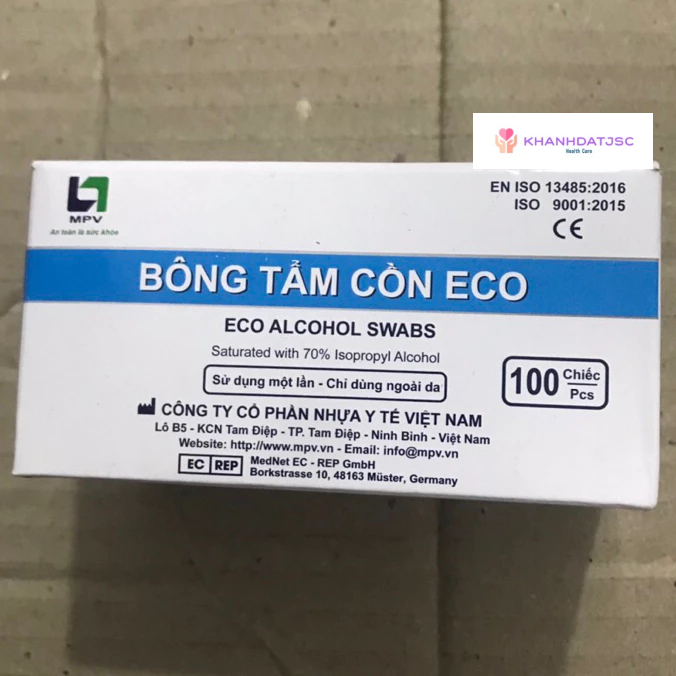 KHANHDATJSC
Health Care
MPV
An toàn là sức khỏe
EN ISO 13485:2016
ISO 9001:2015
CE
BÔNG TẨM CỒN ECO
ECO ALCOHOL SWABS
Saturated with 70% Isopropyl Alcohol
Sử dụng một lần - Chỉ dùng ngoài da
100 Chiếc
Pcs
CÔNG TY CỔ PHẦN NHỰA Y TẾ VIỆT NAM
Lô B5 - KCN Tam Điệp - TP. Tam Điệp - Ninh Bình - Việt Nam
Website: http://www.mpv.vn - Email: info@mpv.vn
EC REP
MedNet EC - REP GmbH
Borkstrasse 10, 48163 Müster, Germany